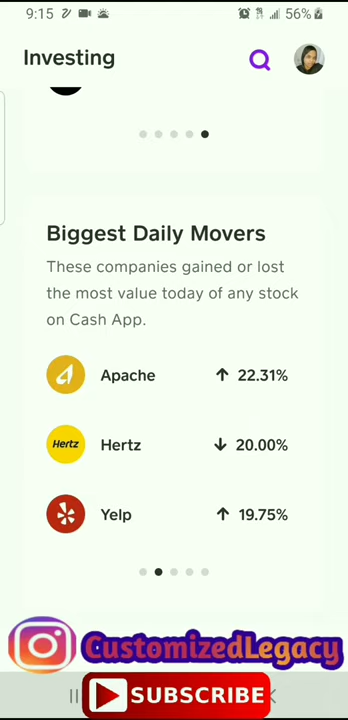 9:15 56%
Investing
Biggest Daily Movers
These companies gained or lost
the most value today of any stock
on Cash App.
Apache ↑ 22.31%
Hertz Hertz ↓ 20.00%
Yelp ↑ 19.75%
CustomizedLegacy
SUBSCRIBE